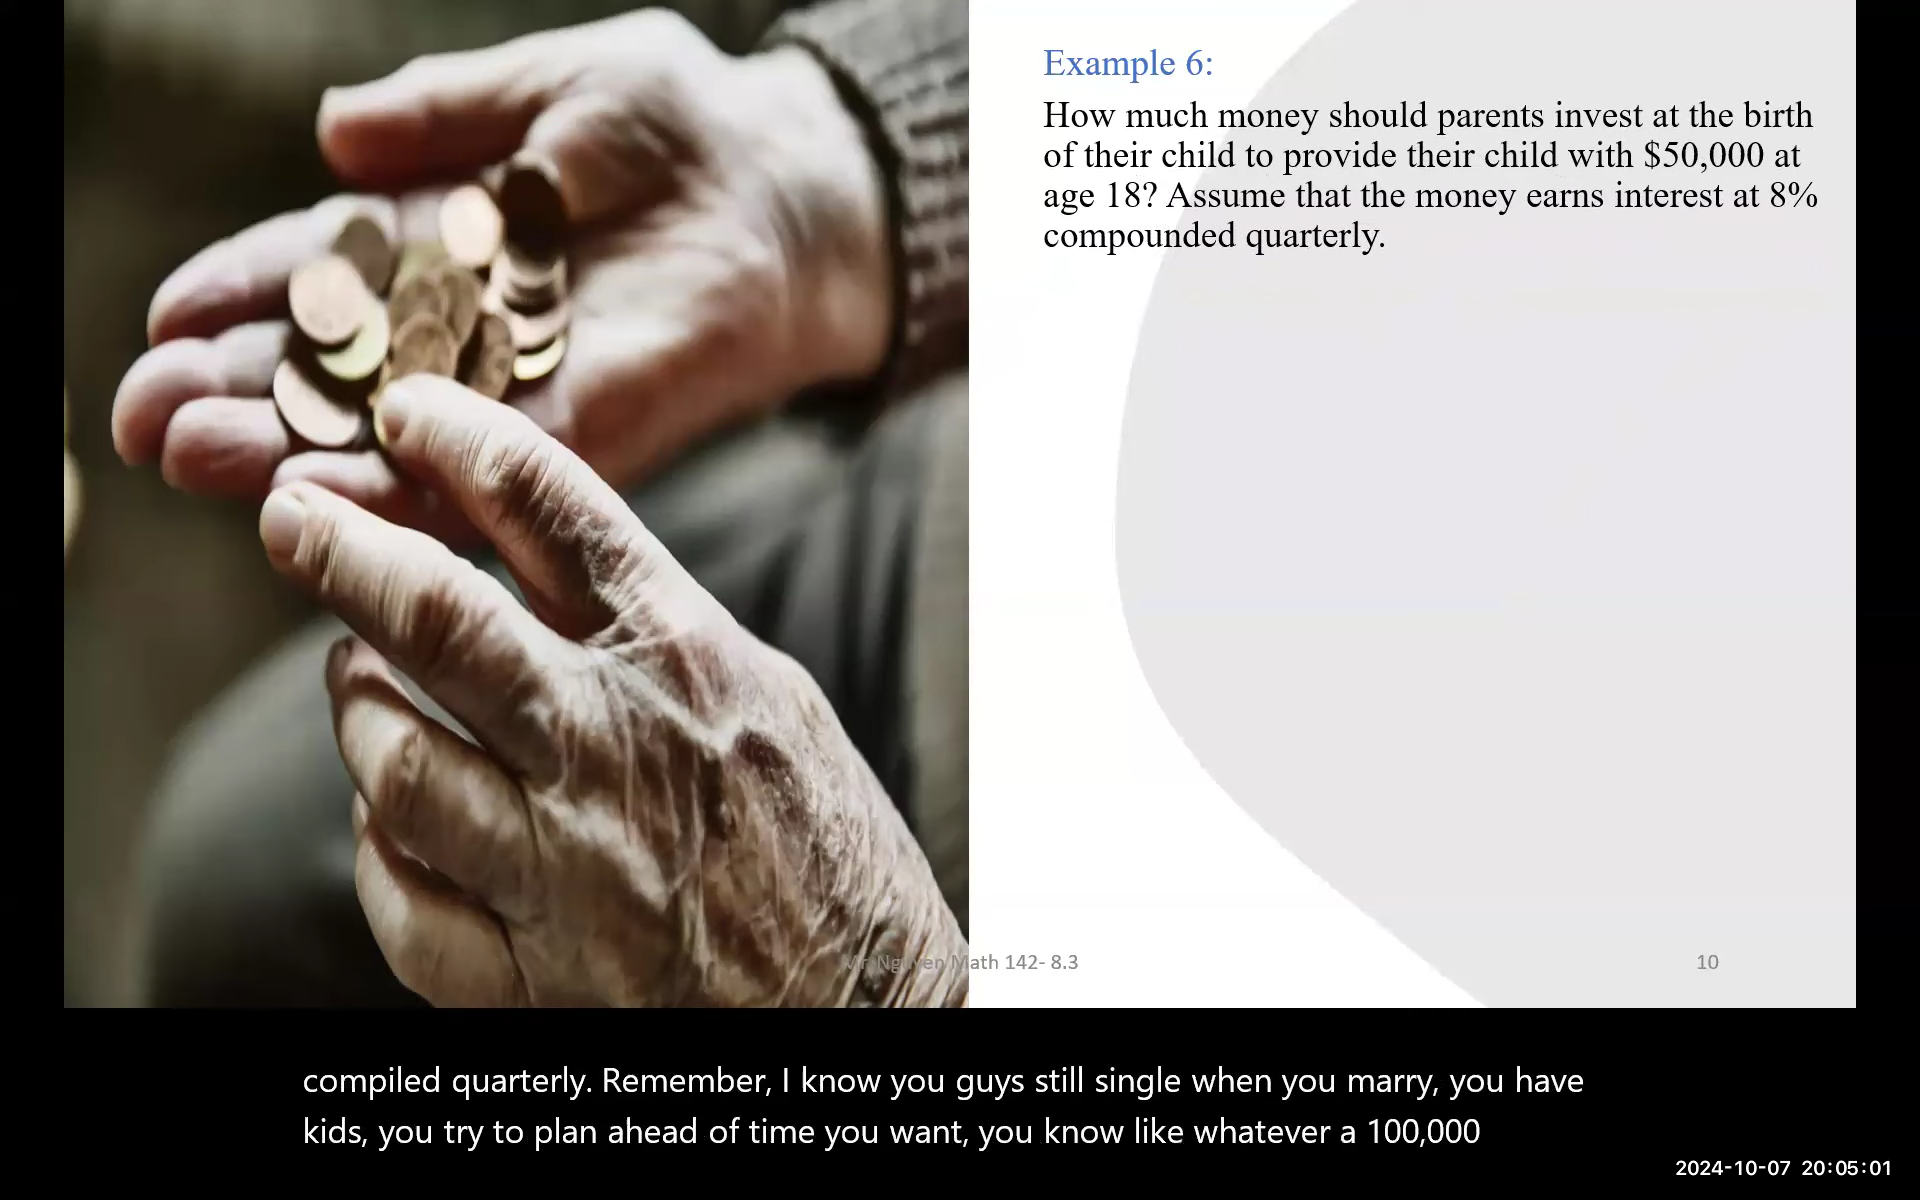 Example 6:
How much money should parents invest at the birth
of their child to provide their child with $50,000 at
age 18? Assume that the money earns interest at 8%
compounded quarterly.
Mr Nguyen Math 142- 8.3
10
compiled quarterly. Remember, I know you guys still single when you marry, you have
kids, you try to plan ahead of time you want, you know like whatever a 100,000
2024-10-07 20:05:01